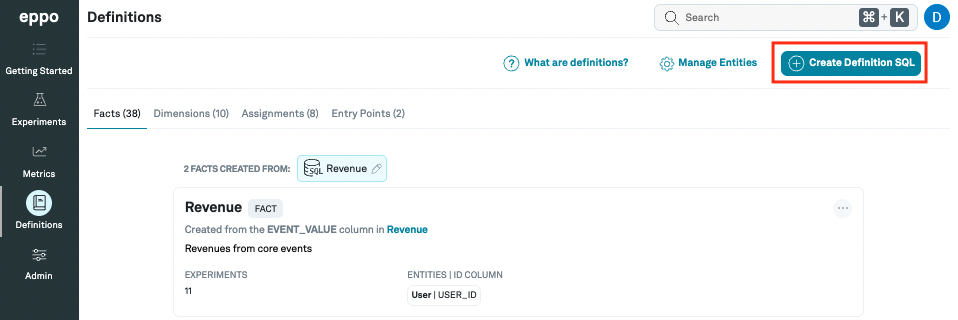 eppo
Getting Started
Experiments
Metrics
Definitions
Admin
Definitions
Search
⌘ + K
D
What are definitions?
Manage Entities
Create Definition SQL
Facts (38) Dimensions (10) Assignments (8) Entry Points (2)
2 FACTS CREATED FROM: SQL Revenue
Revenue FACT
Created from the EVENT_VALUE column in Revenue
Revenues from core events
EXPERIMENTS
11
ENTITIES | ID COLUMN
User | USER_ID